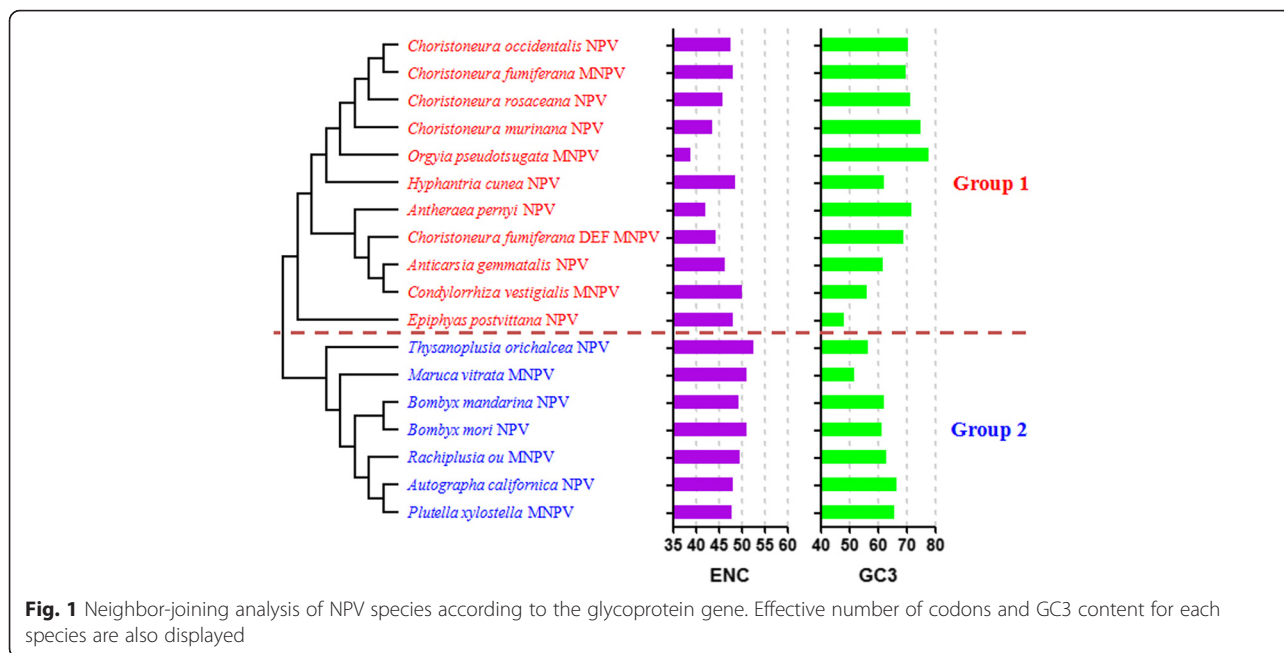 Choristoneura occidentalis NPV
Choristoneura fumiferana MNPV
Choristoneura rosaceana NPV
Choristoneura murinana NPV
Orgyia pseudotsugata MNPV
Hyphantria cunea NPV
Antheraea pernyi NPV
Choristoneura fumiferana DEF MNPV
Anticarsia gemmatalis NPV
Condylorrhiza vestigialis MNPV
Epiphyas postvittana NPV
Group 1
Thysanoplusia orichalcea NPV
Maruca vitrata MNPV
Bombyx mandarina NPV
Bombyx mori NPV
Rachiplusia ou MNPV
Autographa californica NPV
Plutella xylostella MNPV
Group 2
35 40 45 50 55 60
ENC
40 50 60 70 80
GC3
Fig. 1 Neighbor-joining analysis of NPV species according to the glycoprotein gene. Effective number of codons and GC3 content for each
species are also displayed